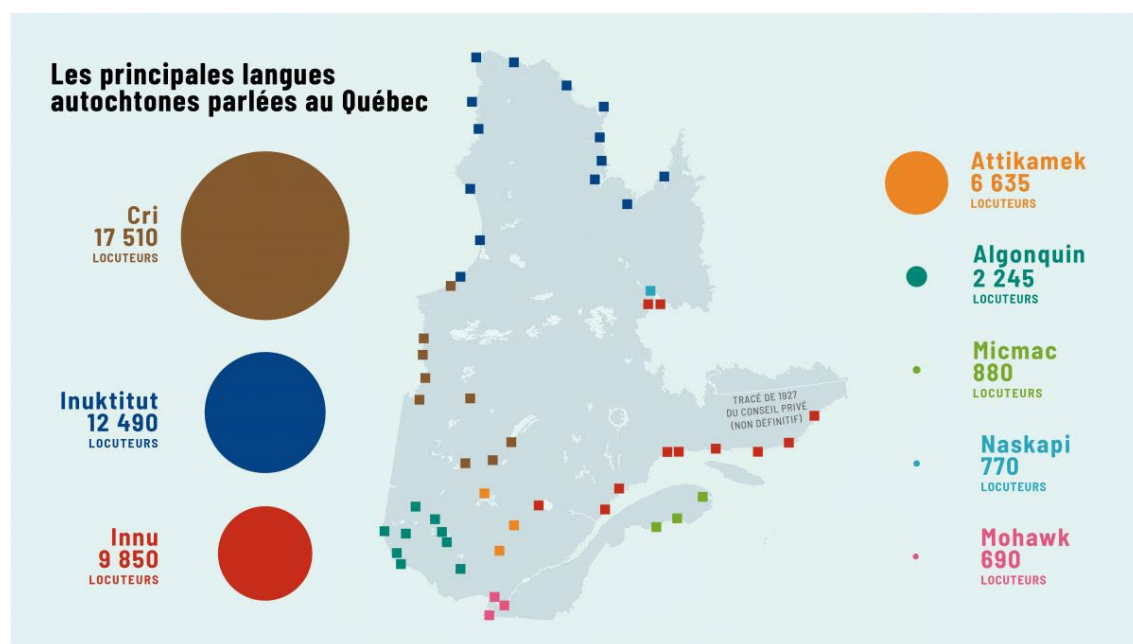 Les principales langues
autochtones parlées au Québec
Cri
17 510
LOCUTEURS
Inuktitut
12 490
LOCUTEURS
Innu
9 850
LOCUTEURS
TRACÉ DE 1927
DU CONSEIL PRIVÉ
(NON DÉFINITIF)
Attikamek
6 635
LOCUTEURS
Algonquin
2 245
LOCUTEURS
Micmac
880
LOCUTEURS
Naskapi
770
LOCUTEURS
Mohawk
690
LOCUTEURS